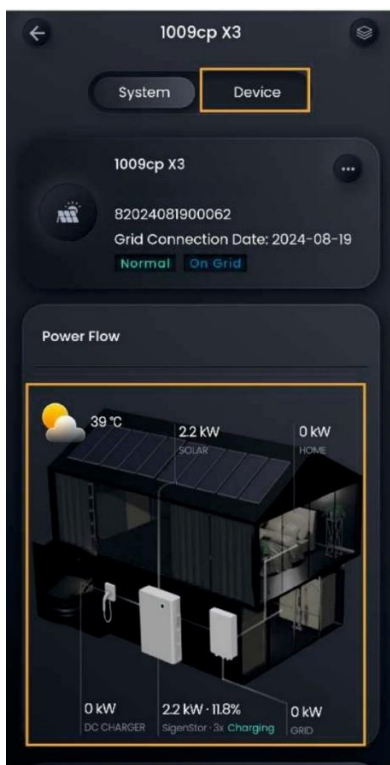 1009cp X3
System Device
1009cp X3
82024081900062
Grid Connection Date: 2024-08-19
Normal On Grid
Power Flow
39 °C
2.2 kW
SOLAR
0 kW
HOME
0 kW
DC CHARGER
2.2 kW · 11.8%
SigenStor · 3x Charging
0 kW
GRID